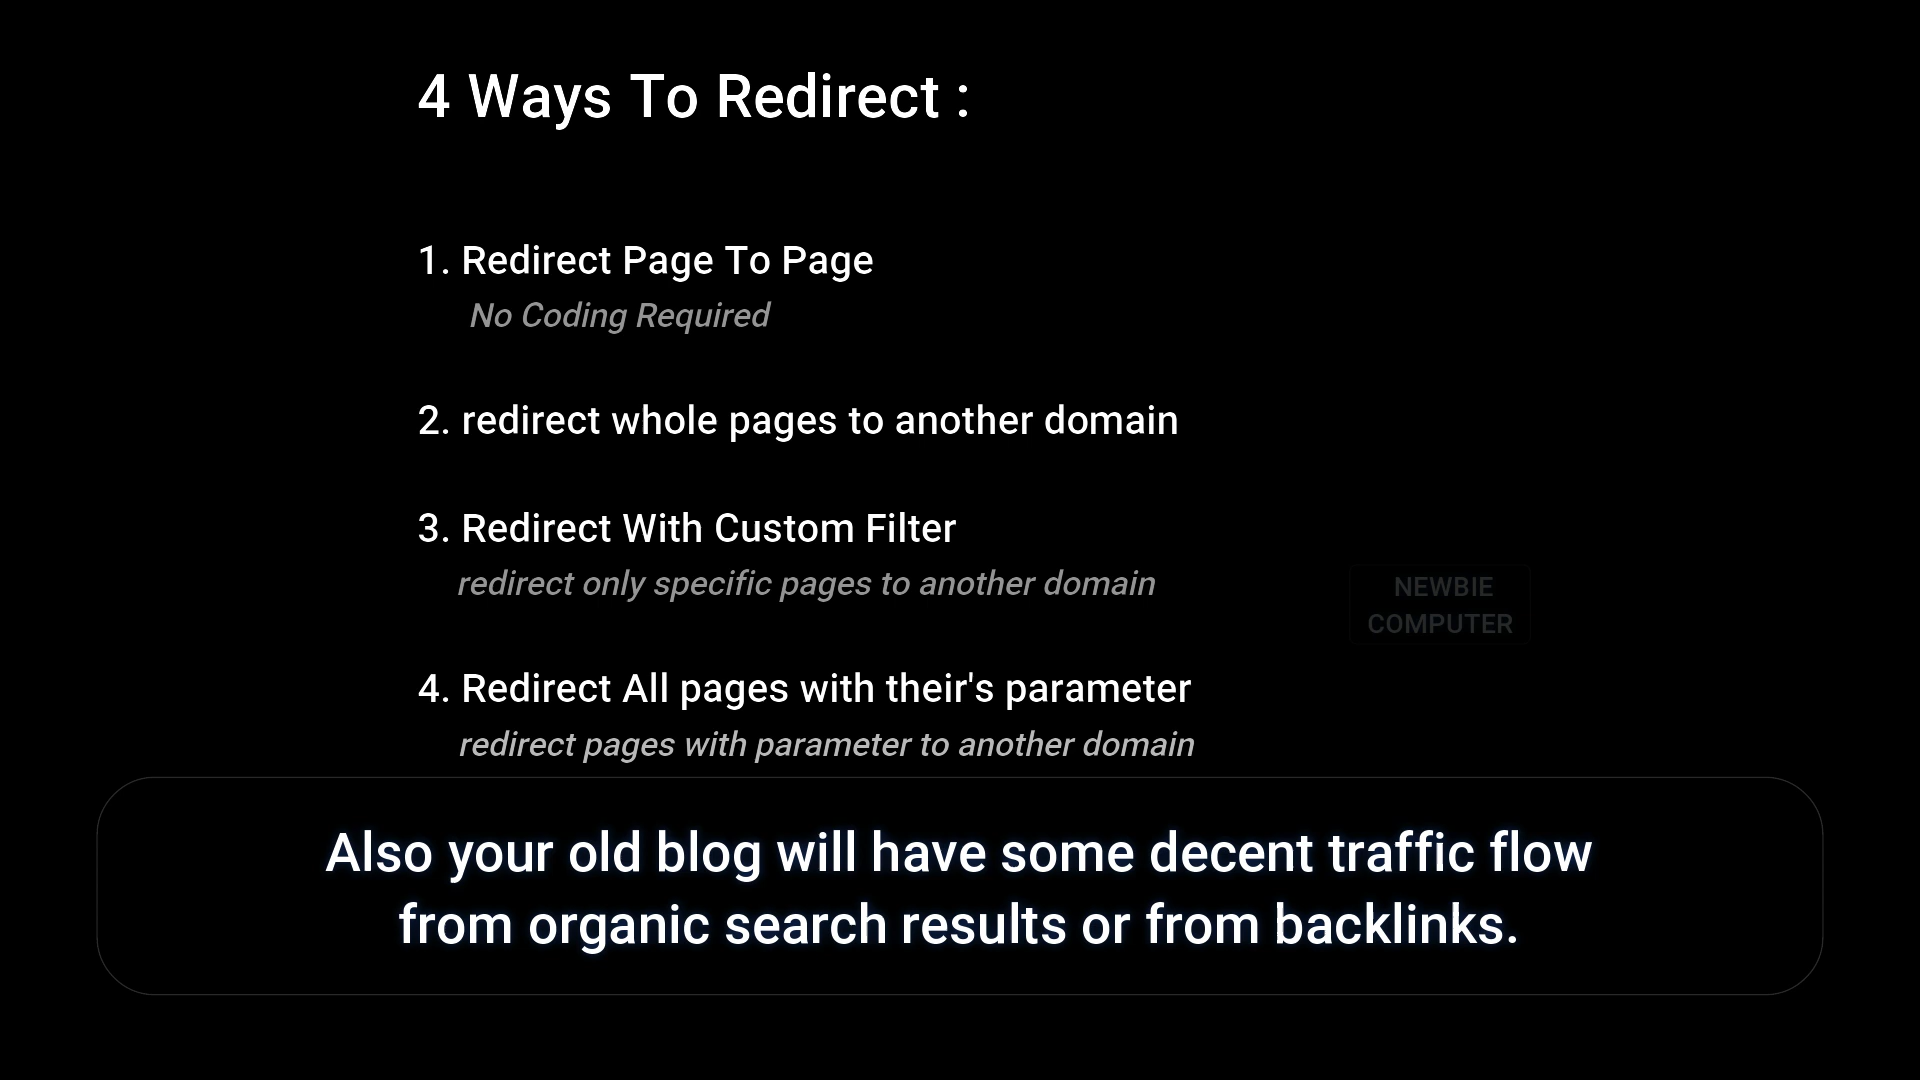 4 Ways To Redirect :
1. Redirect Page To Page
No Coding Required
2. redirect whole pages to another domain
3. Redirect With Custom Filter
redirect only specific pages to another domain
NEWBIE
COMPUTER
4. Redirect All pages with their's parameter
redirect pages with parameter to another domain
Also your old blog will have some decent traffic flow
from organic search results or from backlinks.